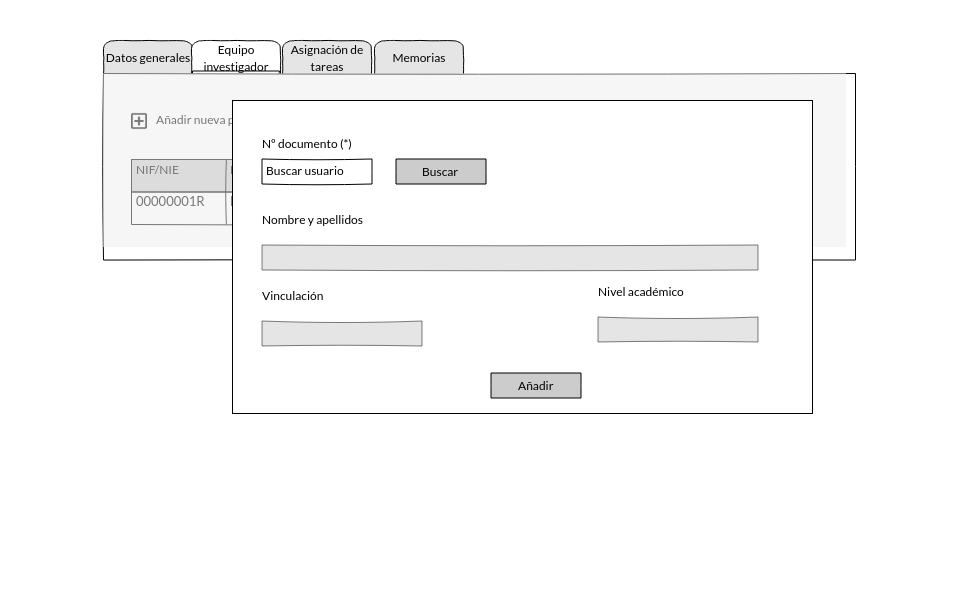 Datos generales
Equipo
investigador
Asignación de
tareas
Memorias
Añadir nueva p
Nº documento (*)
NIF/NIE
Buscar usuario
Buscar
00000001R
Nombre y apellidos
Vinculación
Nivel académico
Añadir